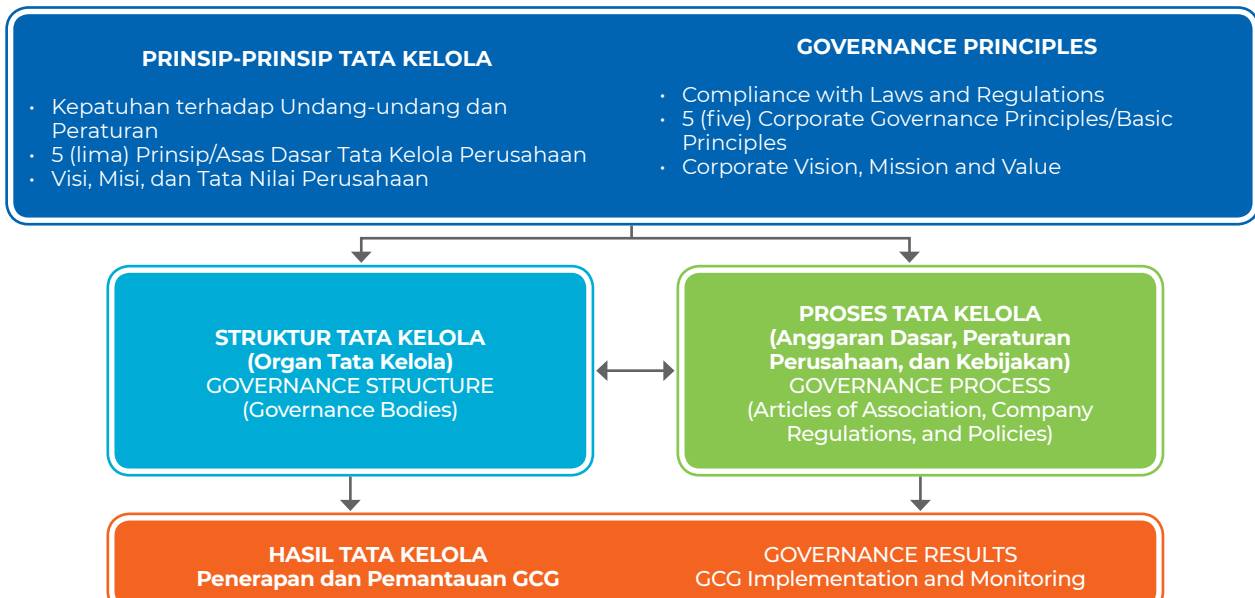 PRINSIP-PRINSIP TATA KELOLA
• Kepatuhan terhadap Undang-undang dan
Peraturan
• 5 (lima) Prinsip/Asas Dasar Tata Kelola Perusahaan
• Visi, Misi, dan Tata Nilai Perusahaan
GOVERNANCE PRINCIPLES
• Compliance with Laws and Regulations
• 5 (five) Corporate Governance Principles/Basic
Principles
• Corporate Vision, Mission and Value
STRUKTUR TATA KELOLA
(Organ Tata Kelola)
GOVERNANCE STRUCTURE
(Governance Bodies)
PROSES TATA KELOLA
(Anggaran Dasar, Peraturan
Perusahaan, dan Kebijakan)
GOVERNANCE PROCESS
(Articles of Association, Company
Regulations, and Policies)
HASIL TATA KELOLA
Penerapan dan Pemantauan GCG
GOVERNANCE RESULTS
GCG Implementation and Monitoring